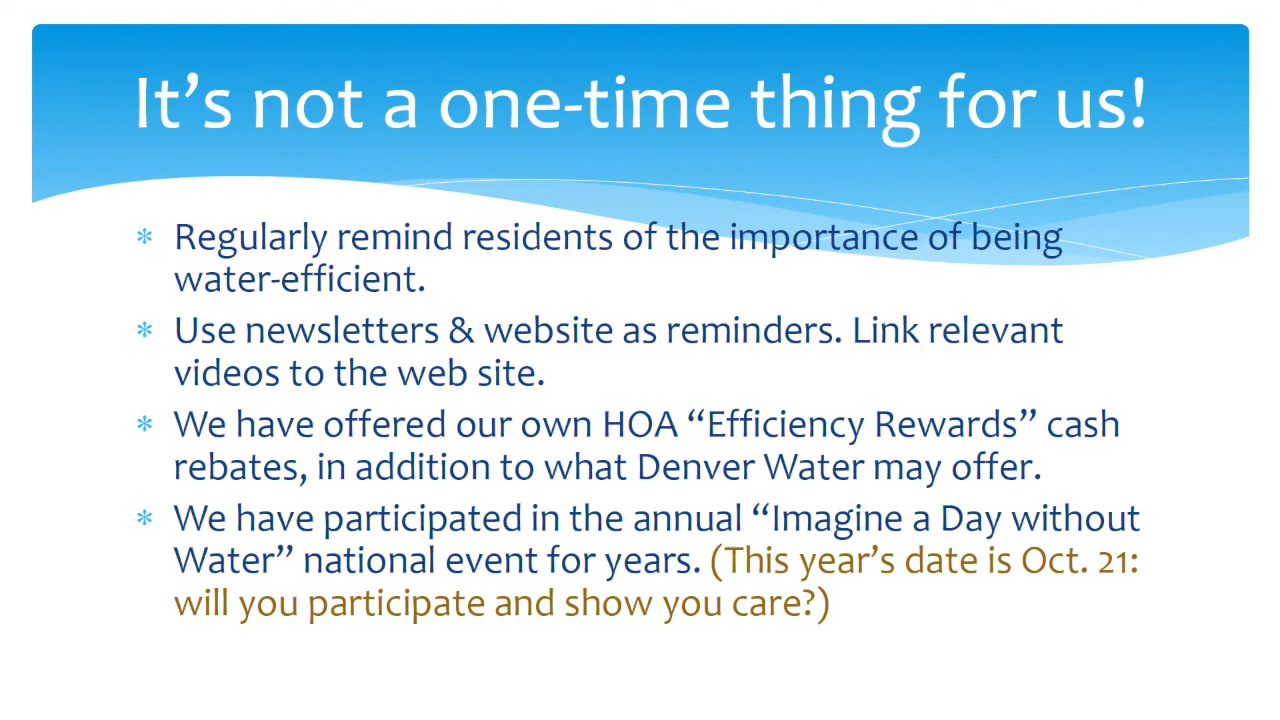 It’s not a one-time thing for us!
* Regularly remind residents of the importance of being
water-efficient.
* Use newsletters & website as reminders. Link relevant
videos to the web site.
* We have offered our own HOA “Efficiency Rewards” cash
rebates, in addition to what Denver Water may offer.
* We have participated in the annual “Imagine a Day without
Water” national event for years. (This year’s date is Oct. 21:
will you participate and show you care?)